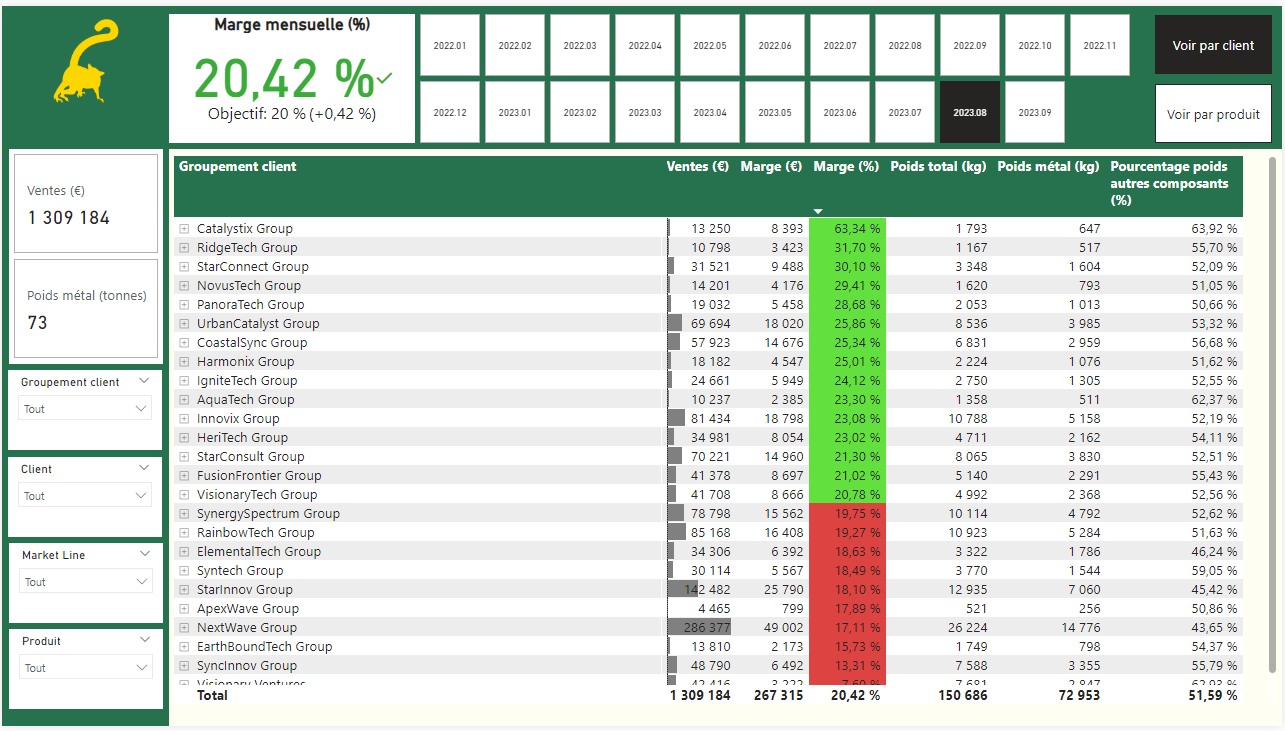 Marge mensuelle (%)
20,42 %
Objectif: 20 % (+0,42 %)
2022.01 2022.02 2022.03 2022.04 2022.05 2022.06 2022.07 2022.08 2022.09 2022.10 2022.11
2022.12 2023.01 2023.02 2023.03 2023.04 2023.05 2023.06 2023.07 2023.08 2023.09
Voir par client
Voir par produit
Ventes (€)
1 309 184
Poids métal (tonnes)
73
Groupement client
Tout
Client
Tout
Market Line
Tout
Produit
Tout
Groupement client Ventes (€) Marge (€) Marge (%) Poids total (kg) Poids métal (kg) Pourcentage poids
autres composants
(%)
Catalystix Group 13 250 8 393 63,34 % 1 793 647 63,92 %
RidgeTech Group 10 798 3 423 31,70 % 1 167 517 55,70 %
StarConnect Group 31 521 9 488 30,10 % 3 348 1 604 52,09 %
NovusTech Group 14 201 4 176 29,41 % 1 620 793 51,05 %
PanoraTech Group 19 032 5 458 28,68 % 2 053 1 013 50,66 %
UrbanCatalyst Group 69 694 18 020 25,86 % 8 536 3 985 53,32 %
CoastalSync Group 57 923 14 676 25,34 % 6 831 2 959 56,68 %
Harmonix Group 18 182 4 547 25,01 % 2 224 1 076 51,62 %
IgniteTech Group 24 661 5 949 24,12 % 2 750 1 305 52,55 %
AquaTech Group 10 237 2 385 23,30 % 1 358 511 62,37 %
Innovix Group 81 434 18 798 23,08 % 10 788 5 158 52,19 %
HeriTech Group 34 981 8 054 23,02 % 4 711 2 162 54,11 %
StarConsult Group 70 221 14 960 21,30 % 8 065 3 830 52,51 %
FusionFrontier Group 41 378 8 697 21,02 % 5 140 2 291 55,43 %
VisionaryTech Group 41 708 8 666 20,78 % 4 992 2 368 52,56 %
SynergySpectrum Group 78 798 15 562 19,75 % 10 114 4 792 52,62 %
RainbowTech Group 85 168 16 408 19,27 % 10 923 5 284 51,63 %
ElementalTech Group 34 306 6 392 18,63 % 3 322 1 786 46,24 %
Syntech Group 30 114 5 567 18,49 % 3 770 1 544 59,05 %
StarInnov Group 142 482 25 790 18,10 % 12 935 7 060 45,42 %
ApexWave Group 4 465 799 17,89 % 521 256 50,86 %
NextWave Group 286 377 49 002 17,11 % 26 224 14 776 43,65 %
EarthBoundTech Group 13 810 2 173 15,73 % 1 749 798 54,37 %
SyncInnov Group 48 790 6 492 13,31 % 7 588 3 355 55,79 %
Visionary Ventures
Total 1 309 184 267 315 20,42 % 150 686 72 953 51,59 %